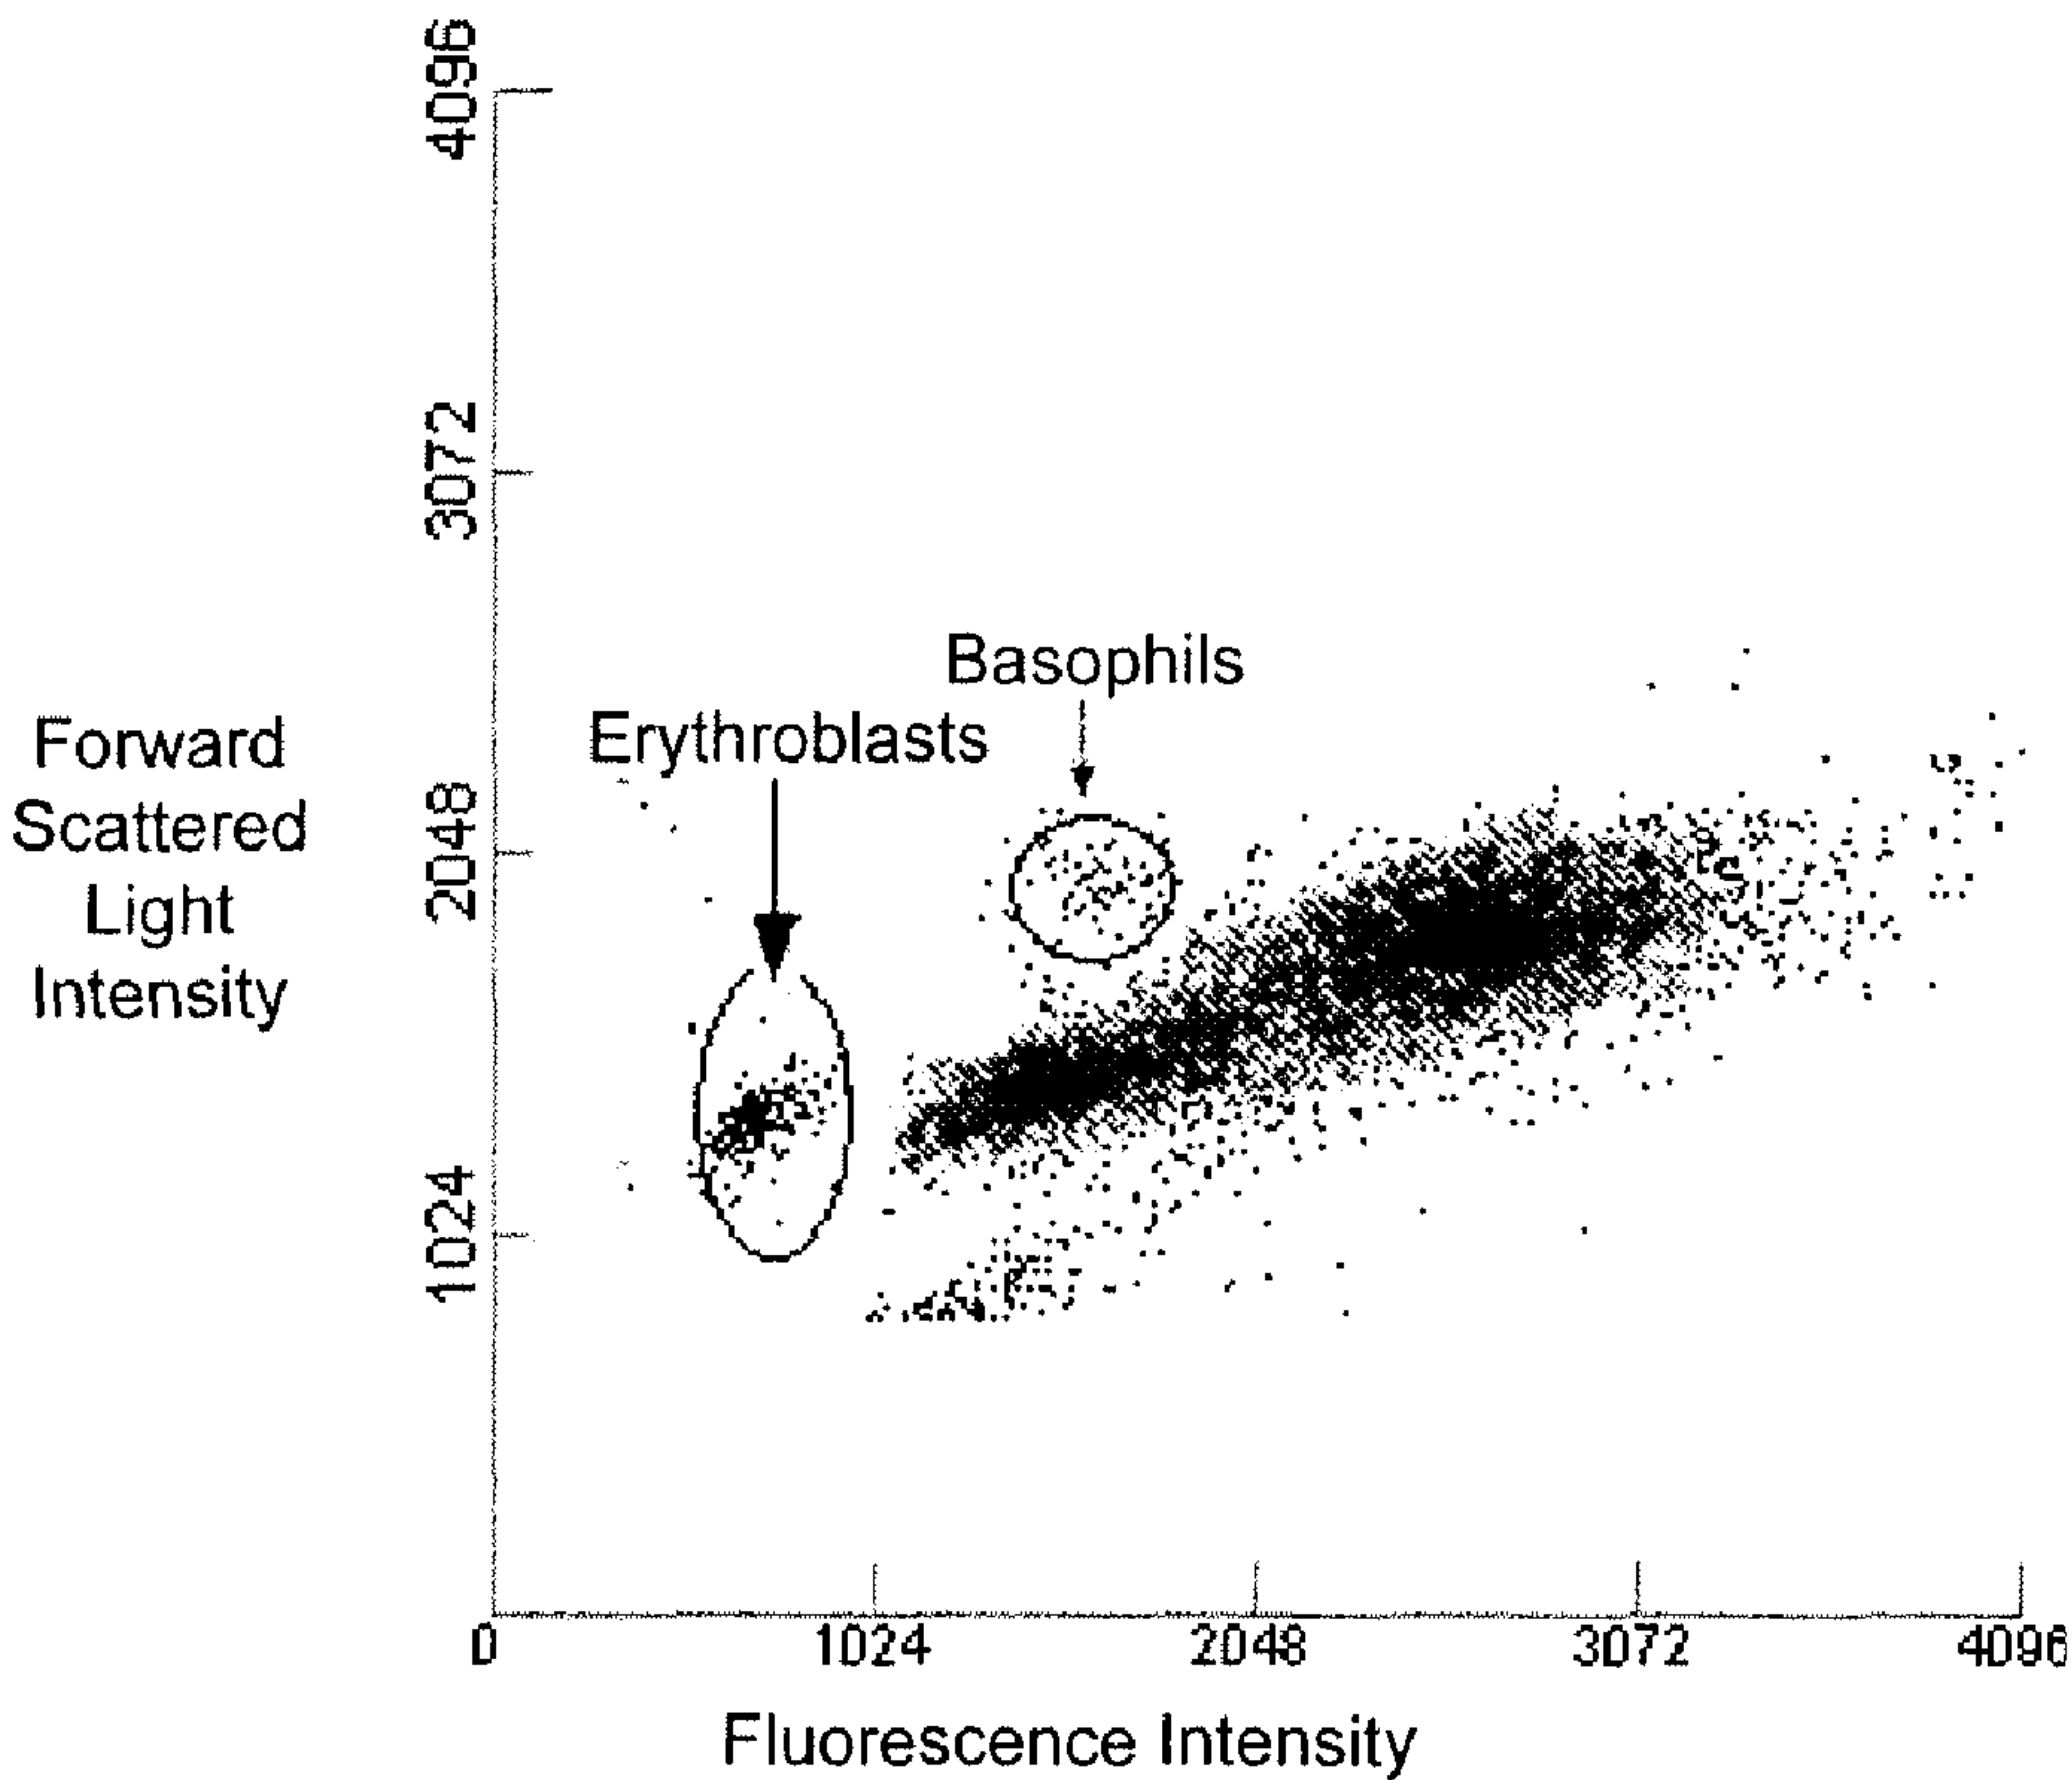 4096
3072
2048
1024
Forward
Scattered
Light
Intensity
Basophils
Erythroblasts
0 1024 2048 3072 4096
Fluorescence Intensity